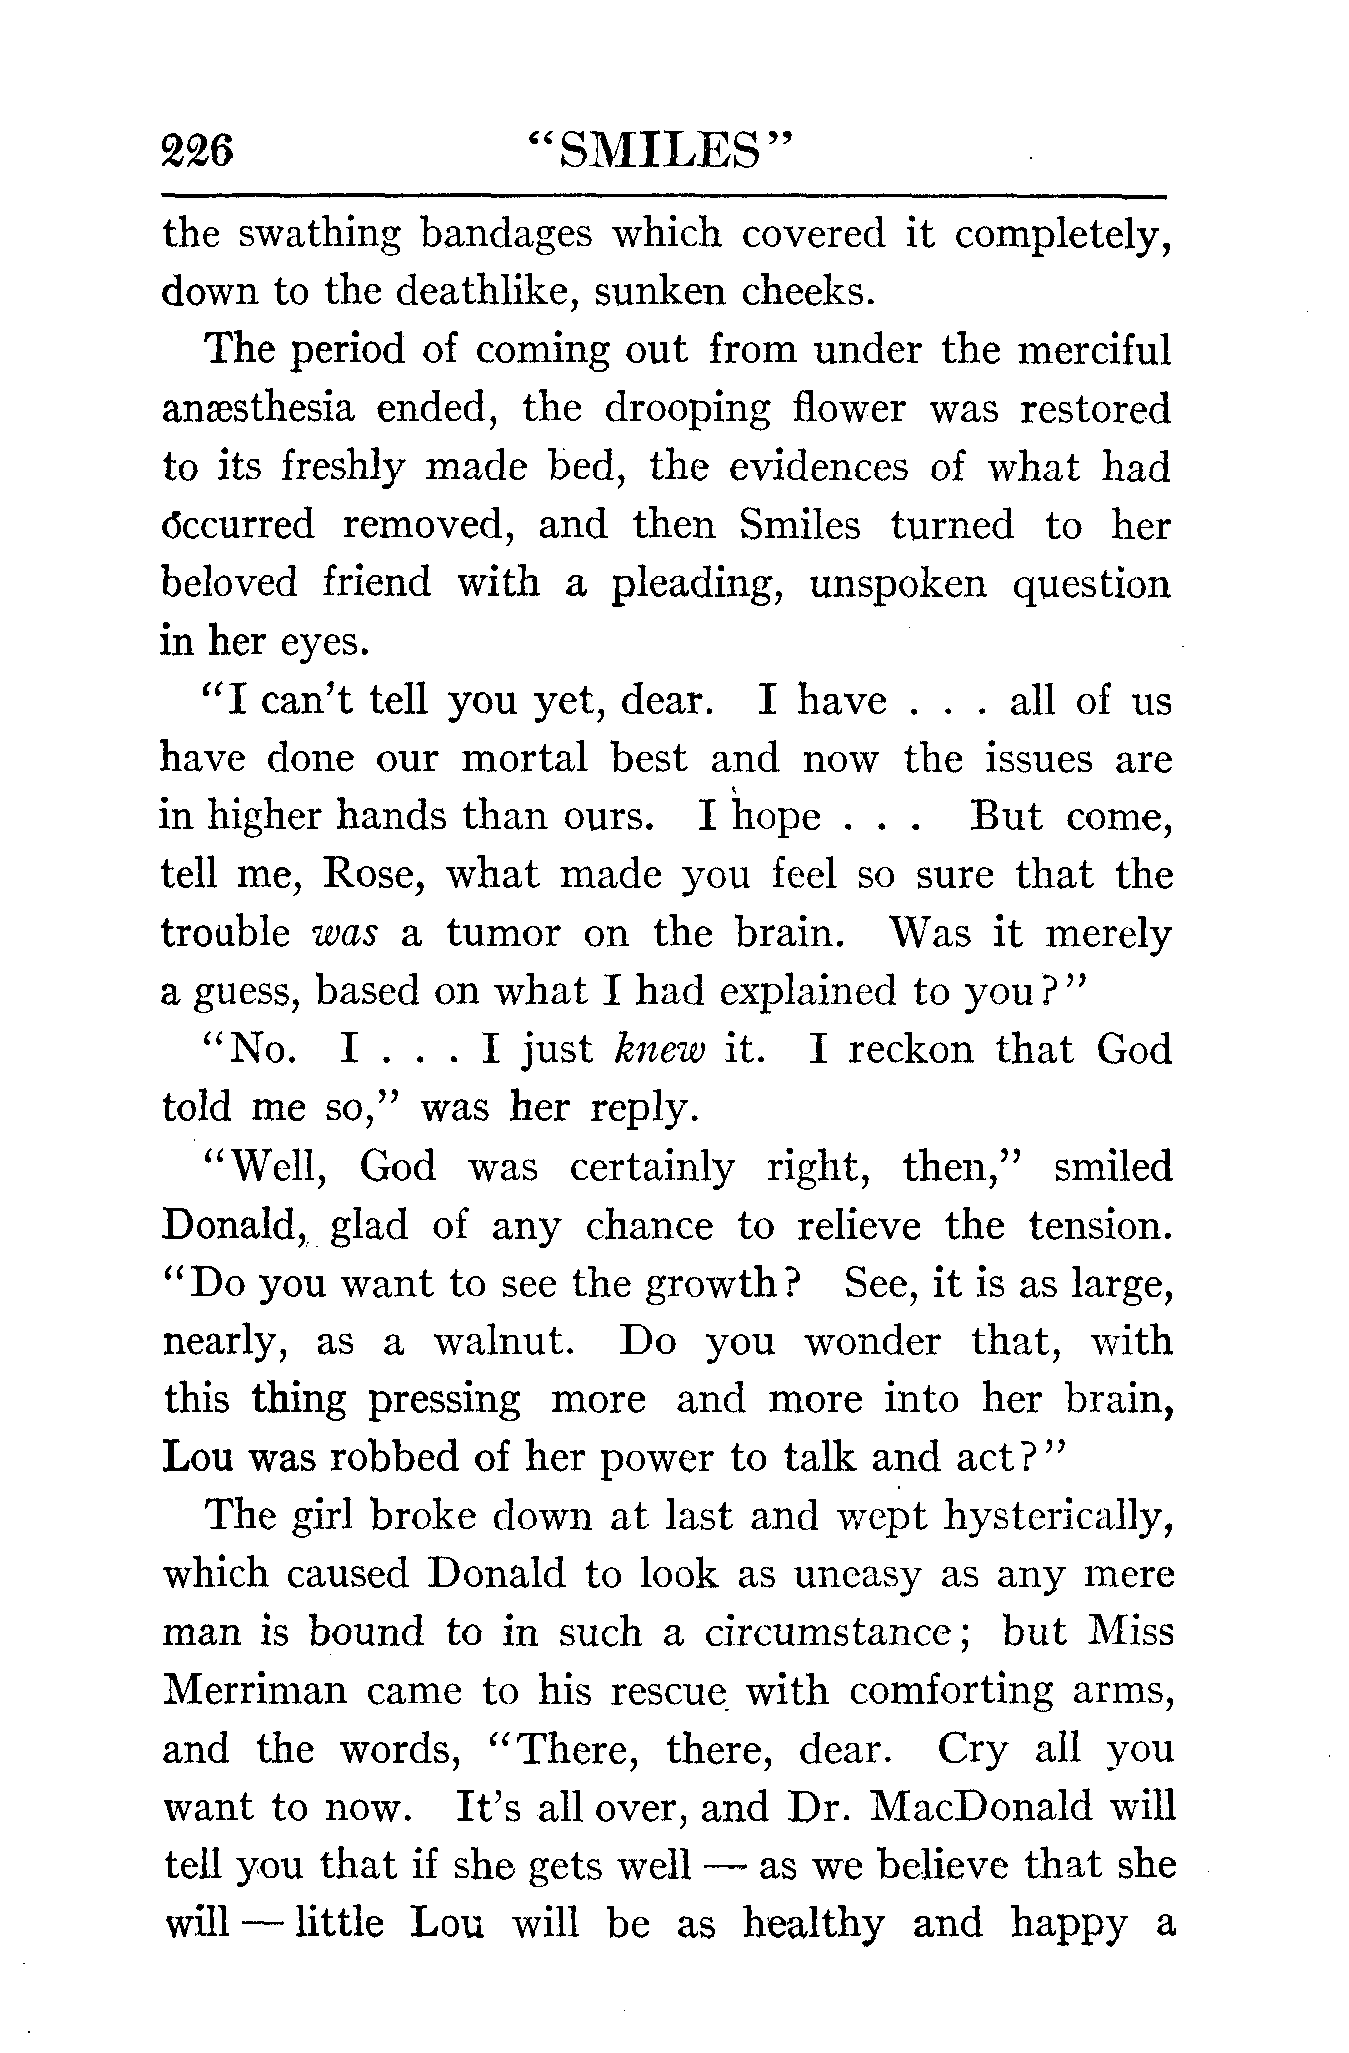 226 "SMILES"
the swathing bandages which covered it completely,
down to the deathlike, sunken cheeks.
The period of coming out from under the merciful
anæsthesia ended, the drooping flower was restored
to its freshly made bed, the evidences of what had
occurred removed, and then Smiles turned to her
beloved friend with a pleading, unspoken question
in her eyes.
"I can't tell you yet, dear. I have . . . all of us
have done our mortal best and now the issues are
in higher hands than ours. I hope . . . But come,
tell me, Rose, what made you feel so sure that the
trouble was a tumor on the brain. Was it merely
a guess, based on what I had explained to you?"
"No. I . . . I just knew it. I reckon that God
told me so," was her reply.
"Well, God was certainly right, then," smiled
Donald, glad of any chance to relieve the tension.
"Do you want to see the growth? See, it is as large,
nearly, as a walnut. Do you wonder that, with
this thing pressing more and more into her brain,
Lou was robbed of her power to talk and act?"
The girl broke down at last and wept hysterically,
which caused Donald to look as uneasy as any mere
man is bound to in such a circumstance; but Miss
Merriman came to his rescue with comforting arms,
and the words, "There, there, dear. Cry all you
want to now. It's all over, and Dr. MacDonald will
tell you that if she gets well — as we believe that she
will — little Lou will be as healthy and happy a